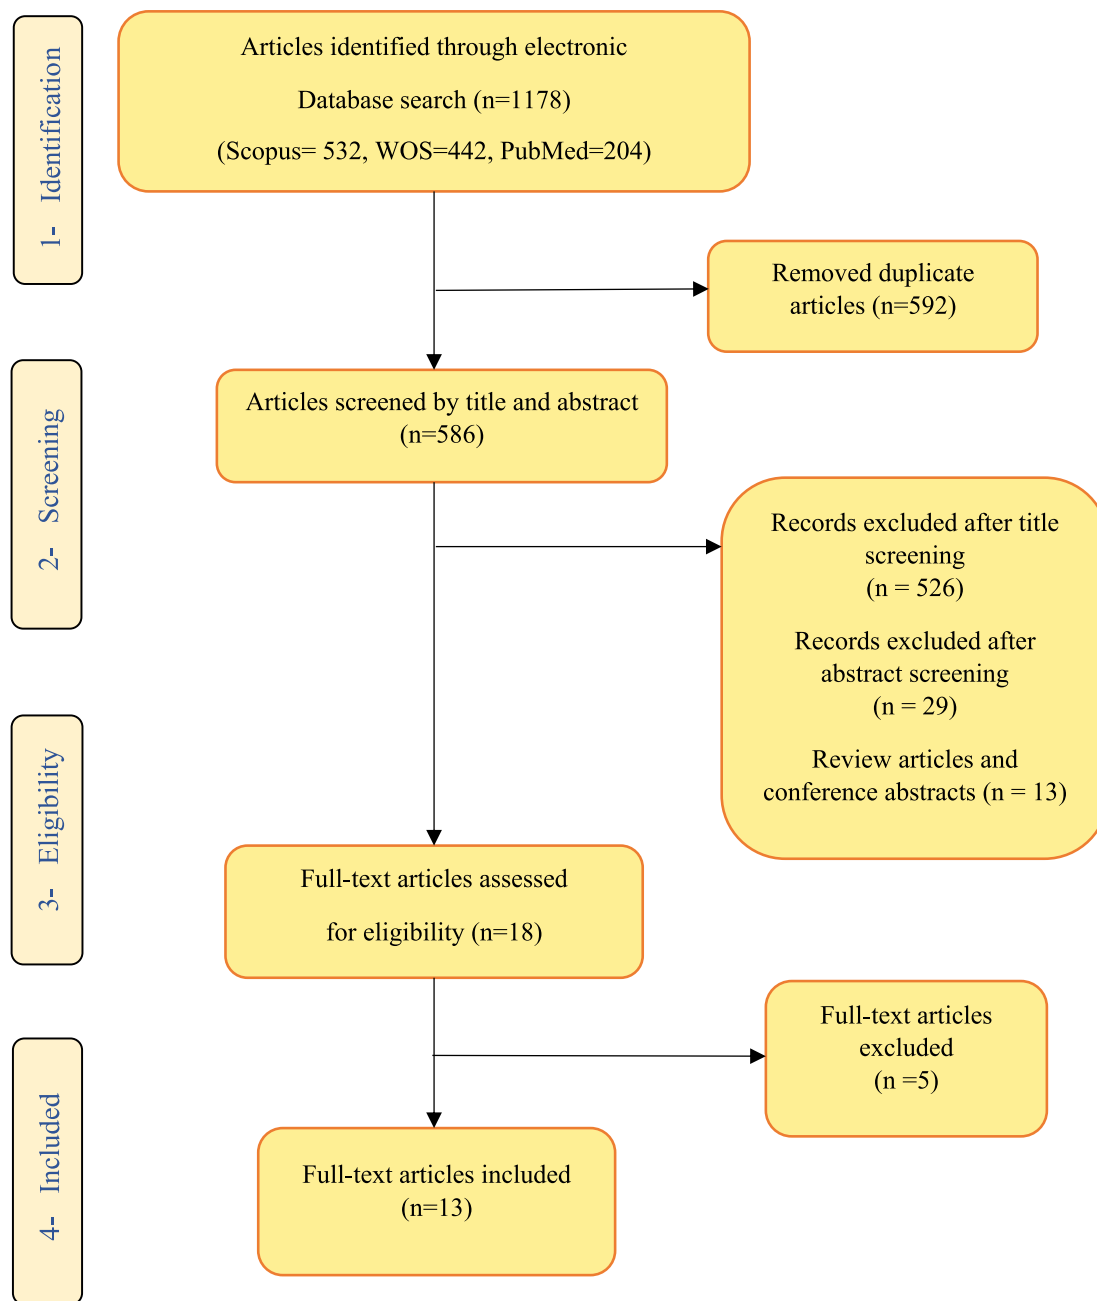 1- Identification
Articles identified through electronic
Database search (n=1178)
(Scopus= 532, WOS=442, PubMed=204)
Removed duplicate
articles (n=592)
2- Screening
Articles screened by title and abstract
(n=586)
Records excluded after title
screening
(n = 526)
Records excluded after
abstract screening
(n = 29)
Review articles and
conference abstracts (n = 13)
3- Eligibility
Full-text articles assessed
for eligibility (n=18)
Full-text articles
excluded
(n =5)
4- Included
Full-text articles included
(n=13)